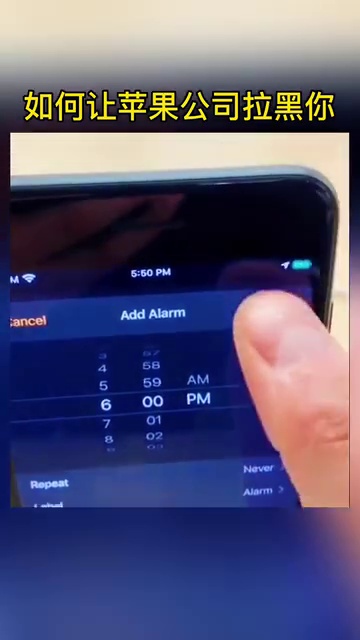 如何让苹果公司拉黑你
5:50 PM
Cancel
Add Alarm
4 58
5 59 AM
6 00 PM
7 01
8 02
Repeat Never >
Label Alarm >